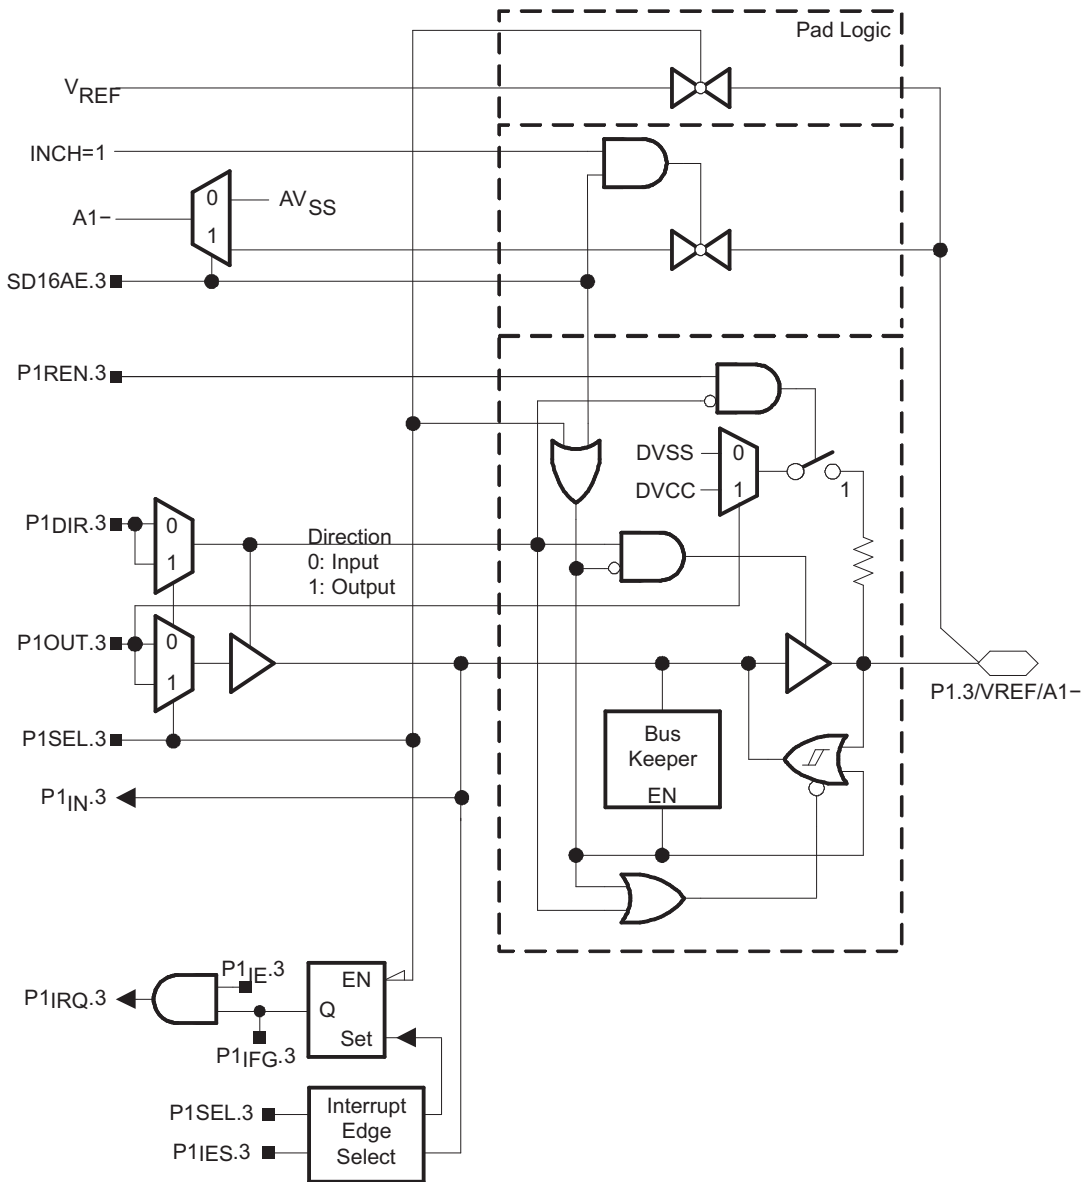 Pad Logic
VREF
INCH=1
0
AVSS
A1−
1
SD16AE.3
P1REN.3
DVSS
0
DVCC
1
1
P1DIR.3
0
1
Direction
0: Input
1: Output
P1OUT.3
0
1
P1.3/VREF/A1−
P1SEL.3
Bus
Keeper
EN
P1IN.3
P1IE.3
EN
P1IRQ.3
Q
Set
P1IFG.3
P1SEL.3
P1IES.3
Interrupt
Edge
Select